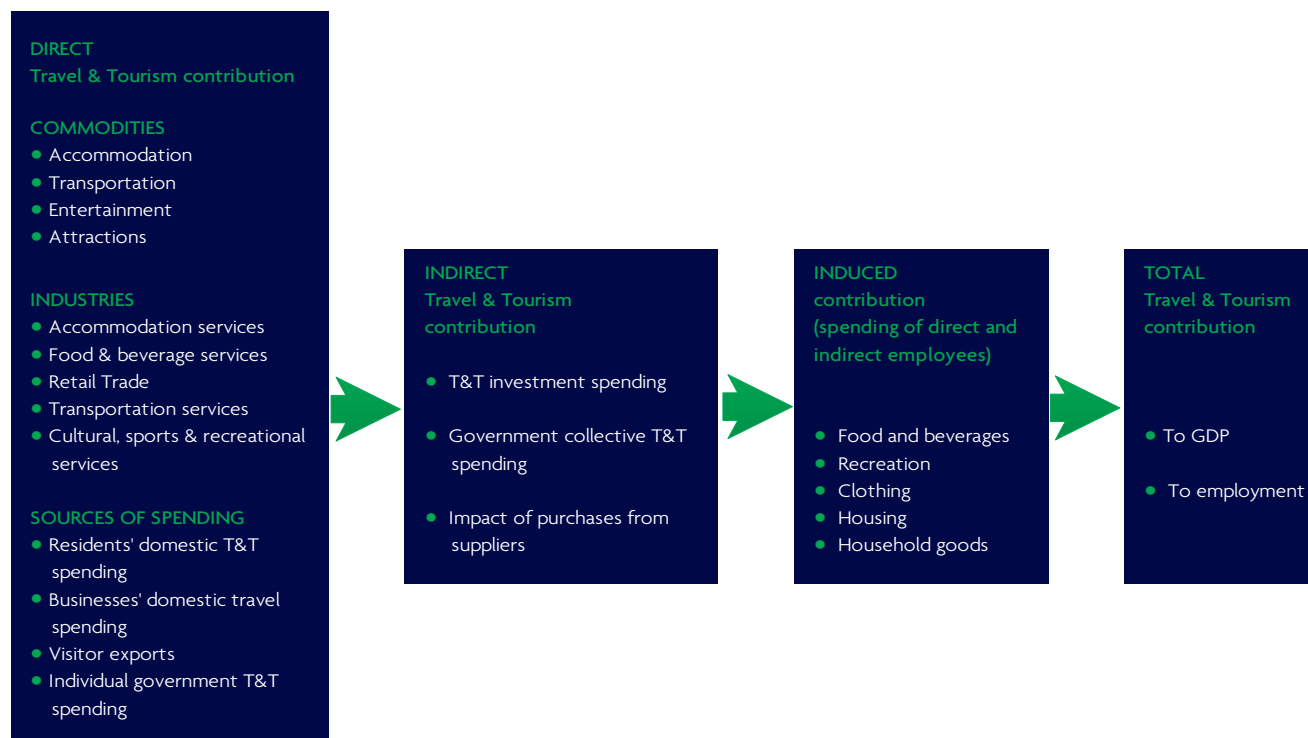 DIRECT
Travel & Tourism contribution
COMMODITIES
• Accommodation
• Transportation
• Entertainment
• Attractions
INDUSTRIES
• Accommodation services
• Food & beverage services
• Retail Trade
• Transportation services
• Cultural, sports & recreational
services
SOURCES OF SPENDING
• Residents' domestic T&T
spending
• Businesses' domestic travel
spending
• Visitor exports
• Individual government T&T
spending
INDIRECT
Travel & Tourism
contribution
• T&T investment spending
• Government collective T&T
spending
• Impact of purchases from
suppliers
INDUCED
contribution
(spending of direct and
indirect employees)
• Food and beverages
• Recreation
• Clothing
• Housing
• Household goods
TOTAL
Travel & Tourism
contribution
• To GDP
• To employment